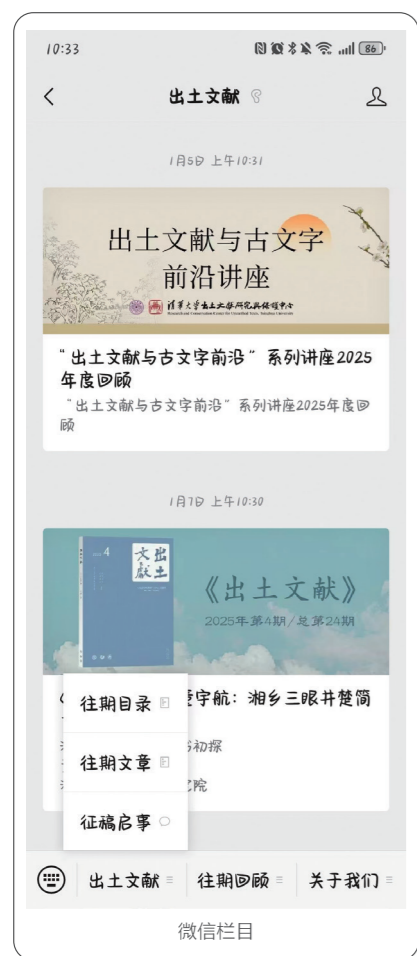 10:33
86
出土文献
1月5日 上午10:31
出土文献与古文字
前沿讲座
清华大学出土文献研究与保护中心
“出土文献与古文字前沿”系列讲座2025
年度回顾
“出土文献与古文字前沿”系列讲座2025年度回
顾
1月7日 上午10:30
4
出土
文献
《出土文献》
2025年第4期/总第24期
宇航：湘乡三眼井楚简
初探
院
往期目录
往期文章
征稿启事
出土文献
往期回顾
关于我们
微信栏目